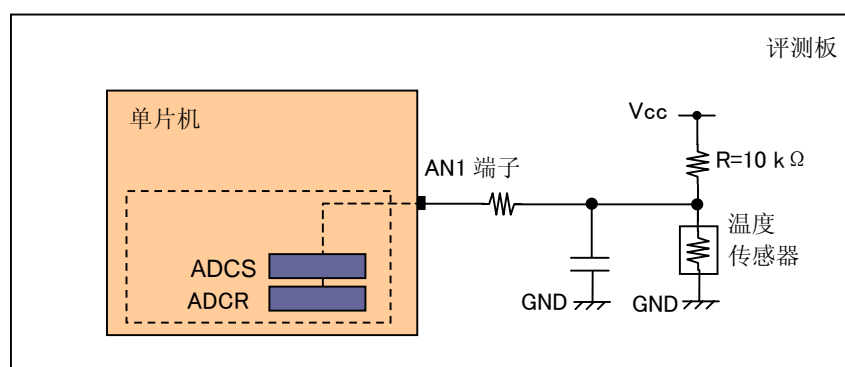 评测板
单片机
Vcc
R=10 kΩ
AN1 端子
温度
传感器
ADCS
ADCR
GND
GND